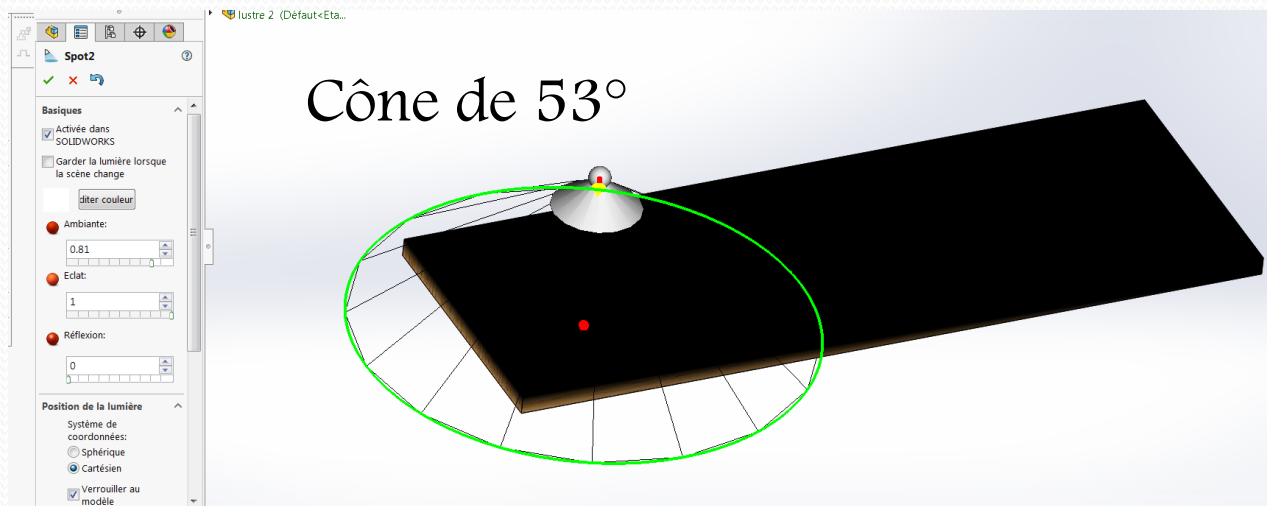 lustre 2 (Défaut<Eta...
Spot2
Cône de 53°
Basiques
Activée dans
SOLIDWORKS
Garder la lumière lorsque
la scène change
diter couleur
Ambiante:
0.81
Eclat:
1
Réflexion:
0
Position de la lumière
Système de
coordonnées:
Sphérique
Cartésien
Verrouiller au
modèle